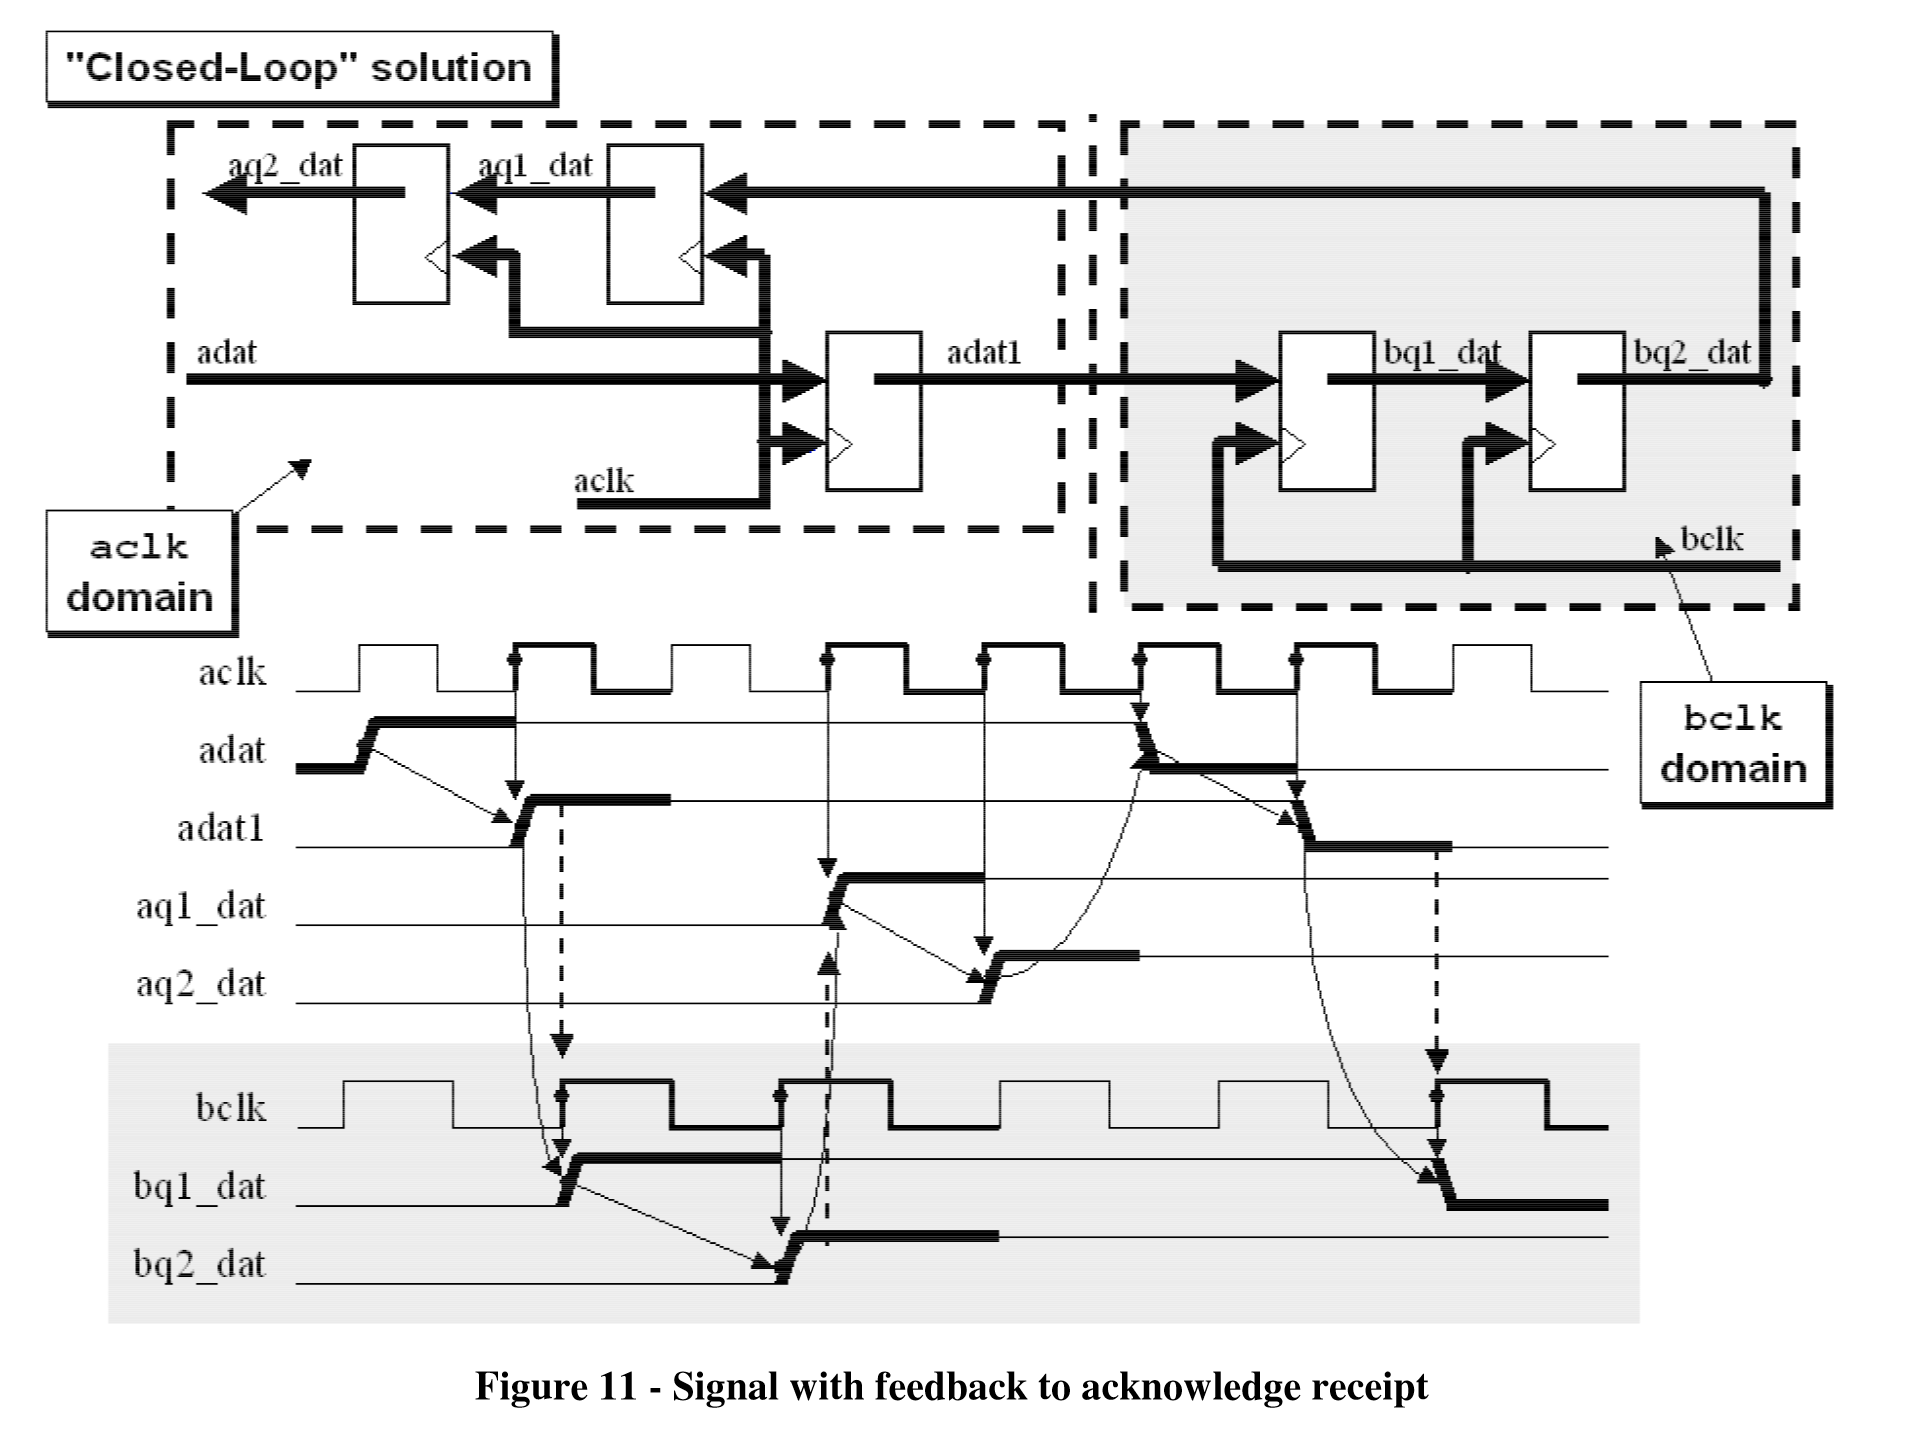 "Closed-Loop" solution
aq2_dat
aq1_dat
adat
adat1
bq1_dat
bq2_dat
aclk
bclk
aclk
domain
aclk
adat
bclk
domain
adat1
aq1_dat
aq2_dat
bclk
bq1_dat
bq2_dat
Figure 11 - Signal with feedback to acknowledge receipt